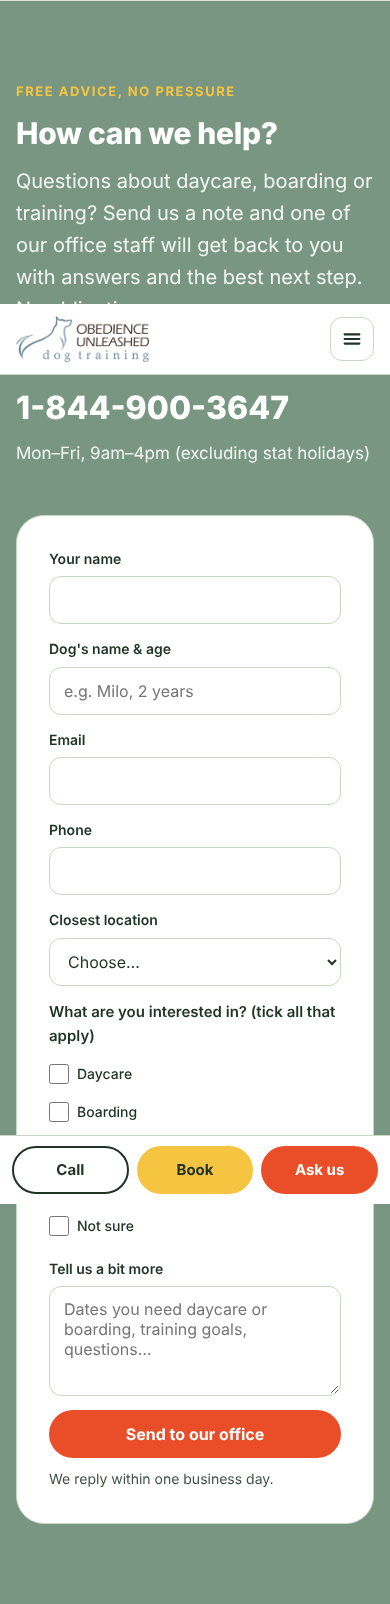 FREE ADVICE, NO PRESSURE
How can we help?
Questions about daycare, boarding or
training? Send us a note and one of
our office staff will get back to you
with answers and the best next step.
OBEDIENCE
UNLEASHED
dog training
1-844-900-3647
Mon–Fri, 9am–4pm (excluding stat holidays)
Your name
Dog's name & age
e.g. Milo, 2 years
Email
Phone
Closest location
Choose...
What are you interested in? (tick all that
apply)
Daycare
Boarding
Call
Book
Ask us
Not sure
Tell us a bit more
Dates you need daycare or
boarding, training goals,
questions...
Send to our office
We reply within one business day.